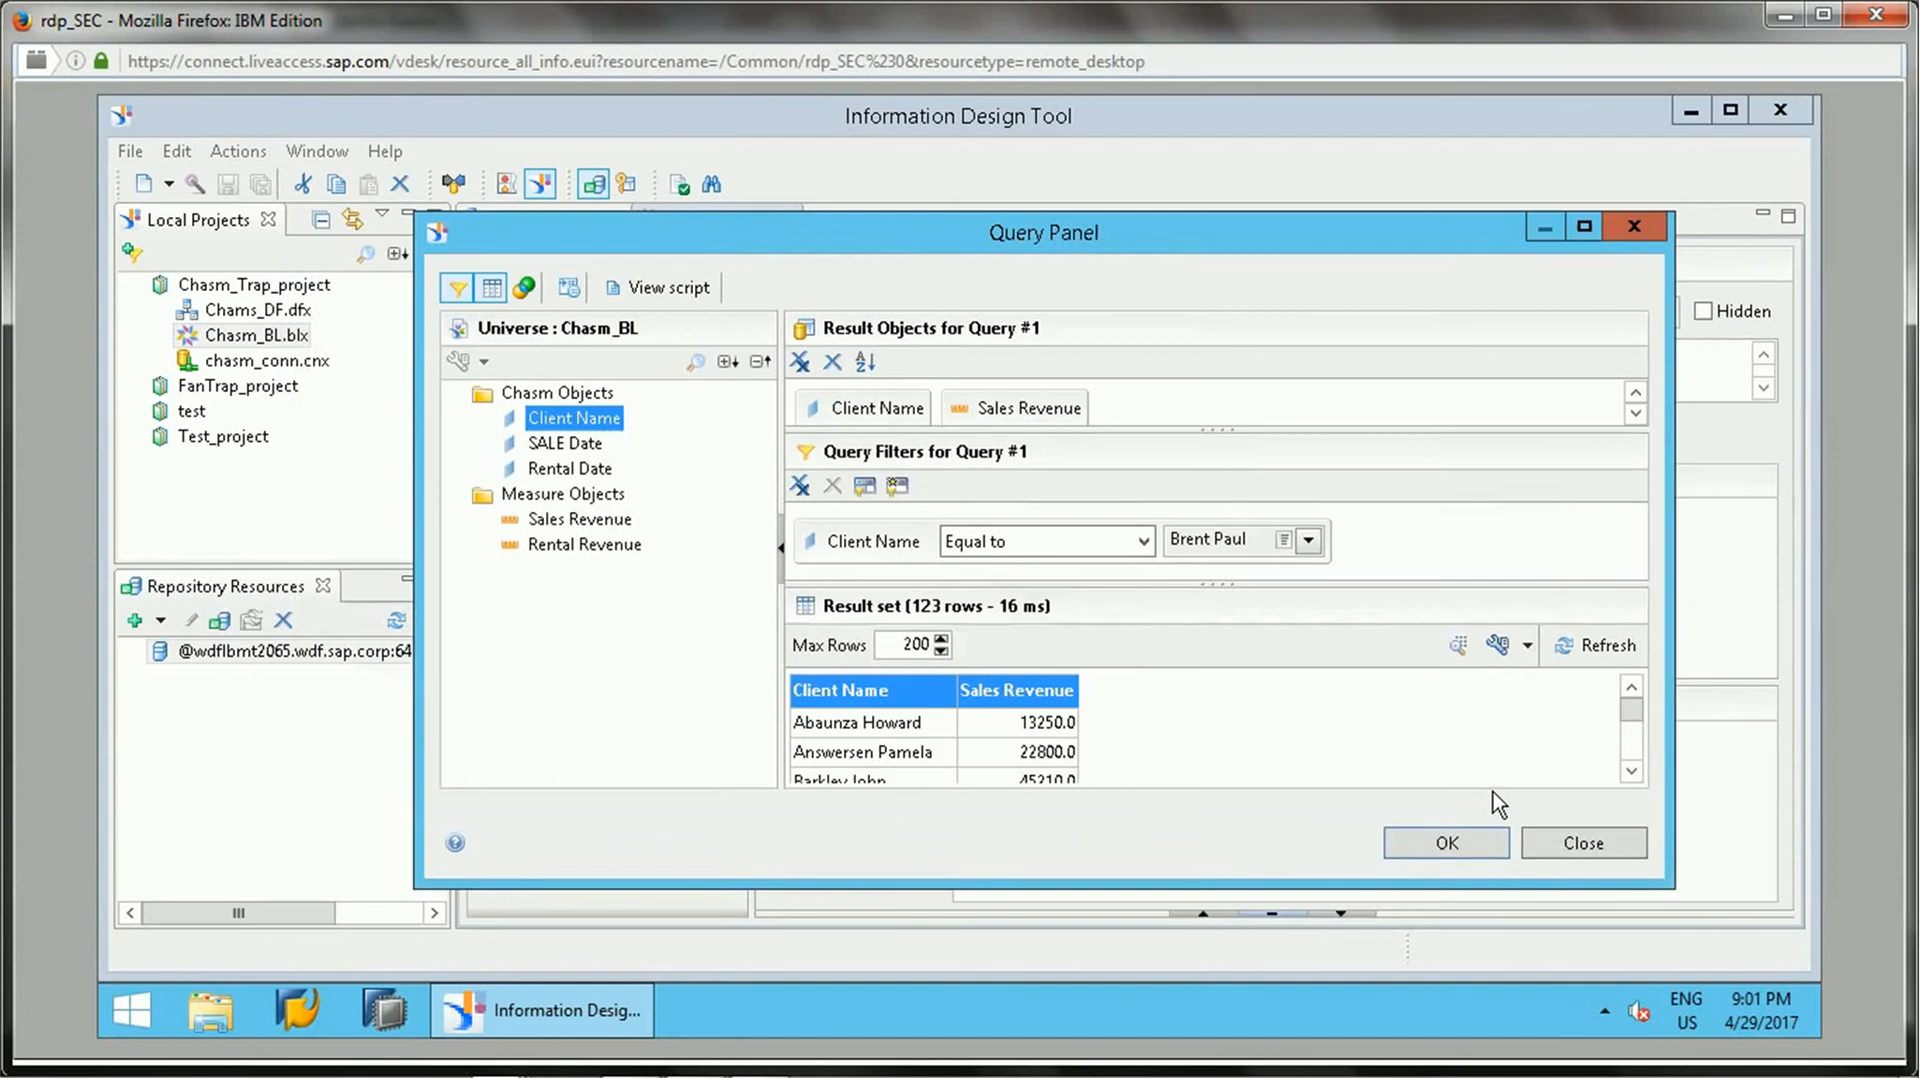 rdp_SEC - Mozilla Firefox: IBM Edition
https://connect.liveaccess.sap.com/vdesk/resource_all_info.eui?resourcename=/Common/rdp_SEC%230&resourcetype=remote_desktop
Information Design Tool
File Edit Actions Window Help
Local Projects
Chasm_Trap_project
Chams_DF.dfx
Chasm_BL.blx
chasm_conn.cnx
FanTrap_project
test
Test_project
Repository Resources
@wdflbmt2065.wdf.sap.corp:64
Hidden
Query Panel
View script
Universe : Chasm_BL
Chasm Objects
Client Name
SALE Date
Rental Date
Measure Objects
Sales Revenue
Rental Revenue
Result Objects for Query #1
Client Name Sales Revenue
Query Filters for Query #1
Client Name Equal to Brent Paul
Result set (123 rows - 16 ms)
Max Rows 200 Refresh
Client Name Sales Revenue
Abaunza Howard 13250.0
Answersen Pamela 22800.0
Barkley John 45210.0
OK Close
Information Desig...
ENG 9:01 PM
US 4/29/2017